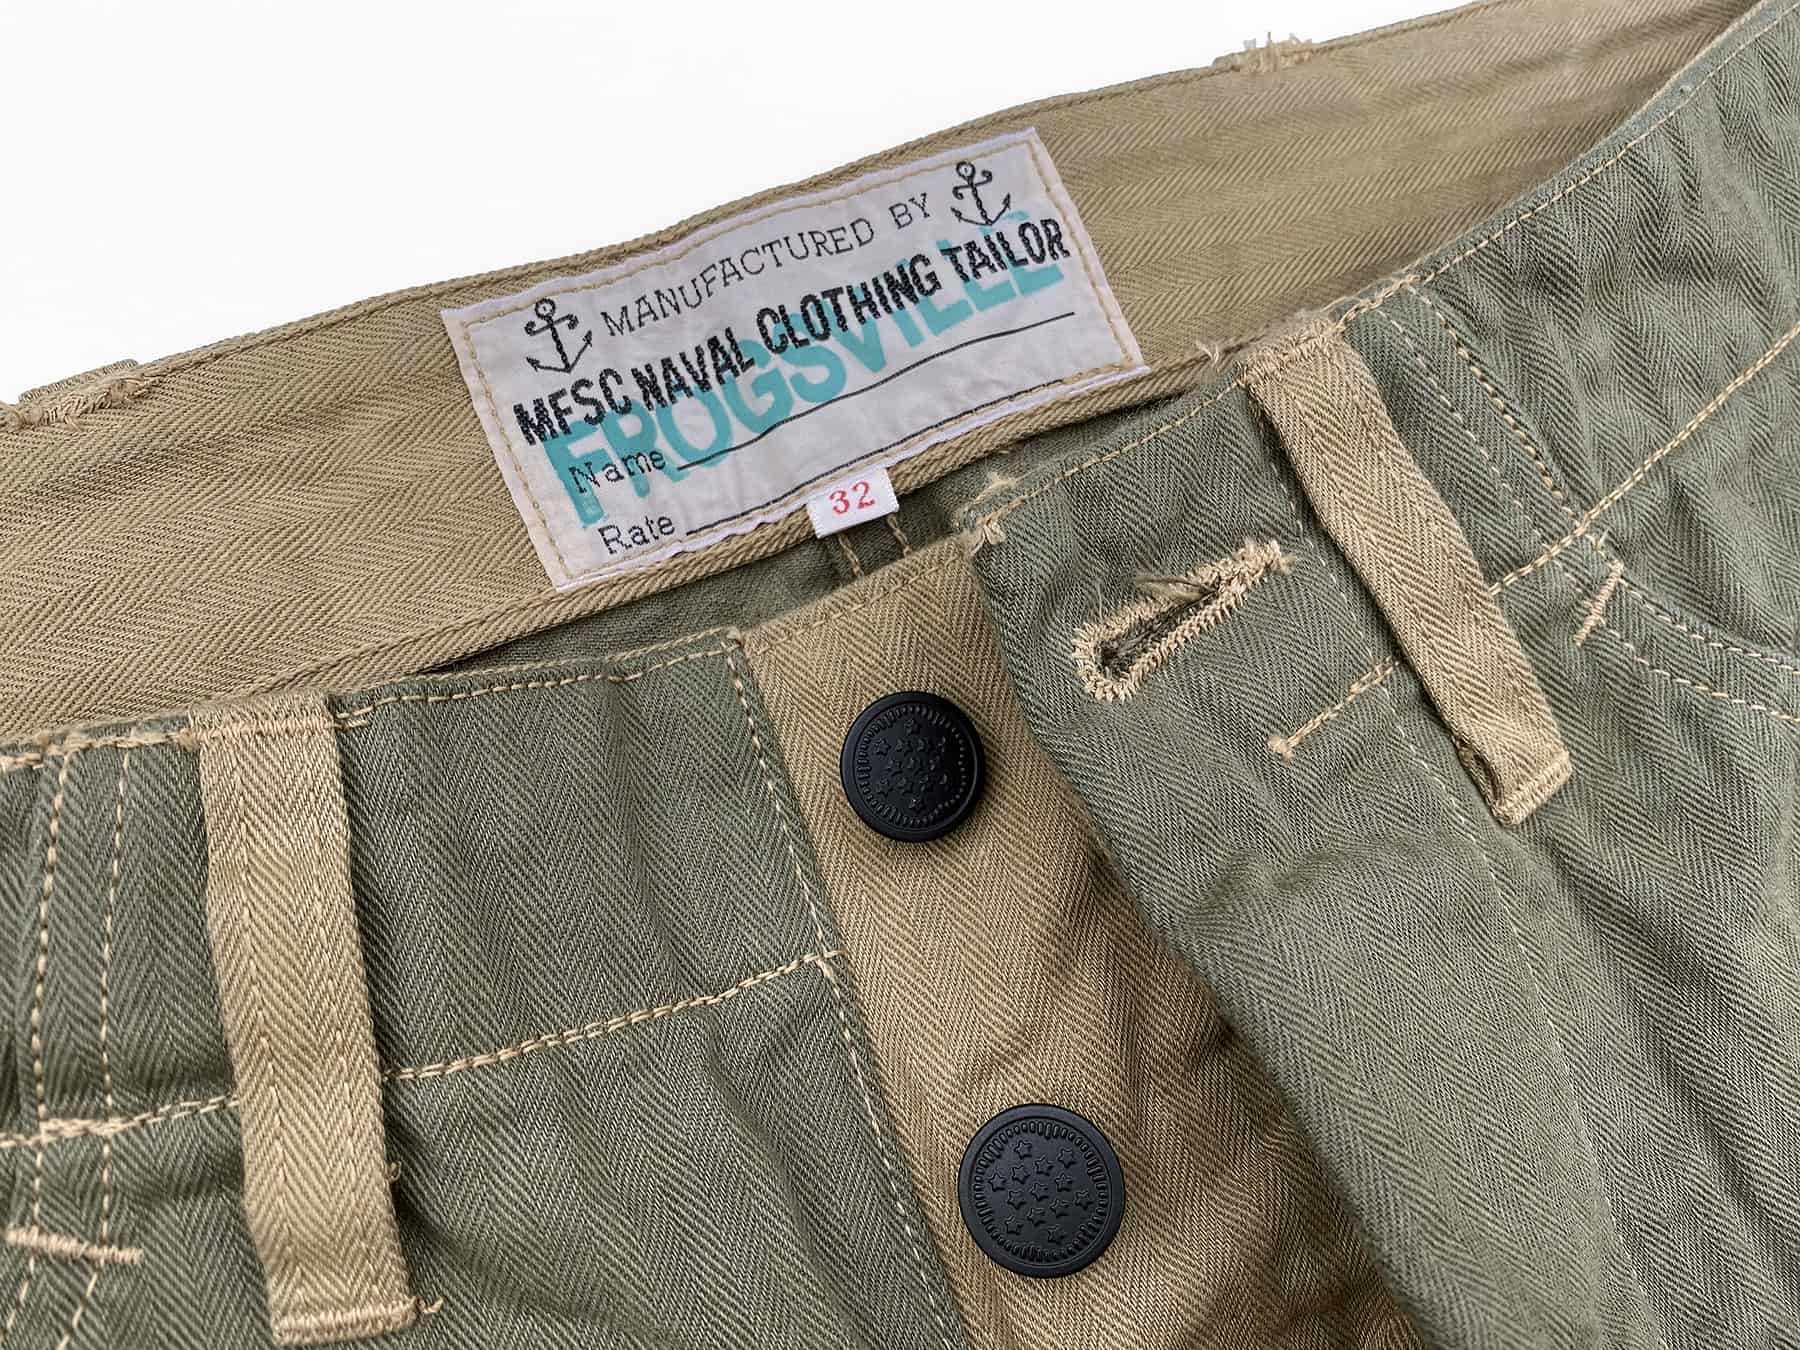 MANUFACTURED BY
MFSC NAVAL CLOTHING TAILOR
FROGSVILLE
Name
Rate
32